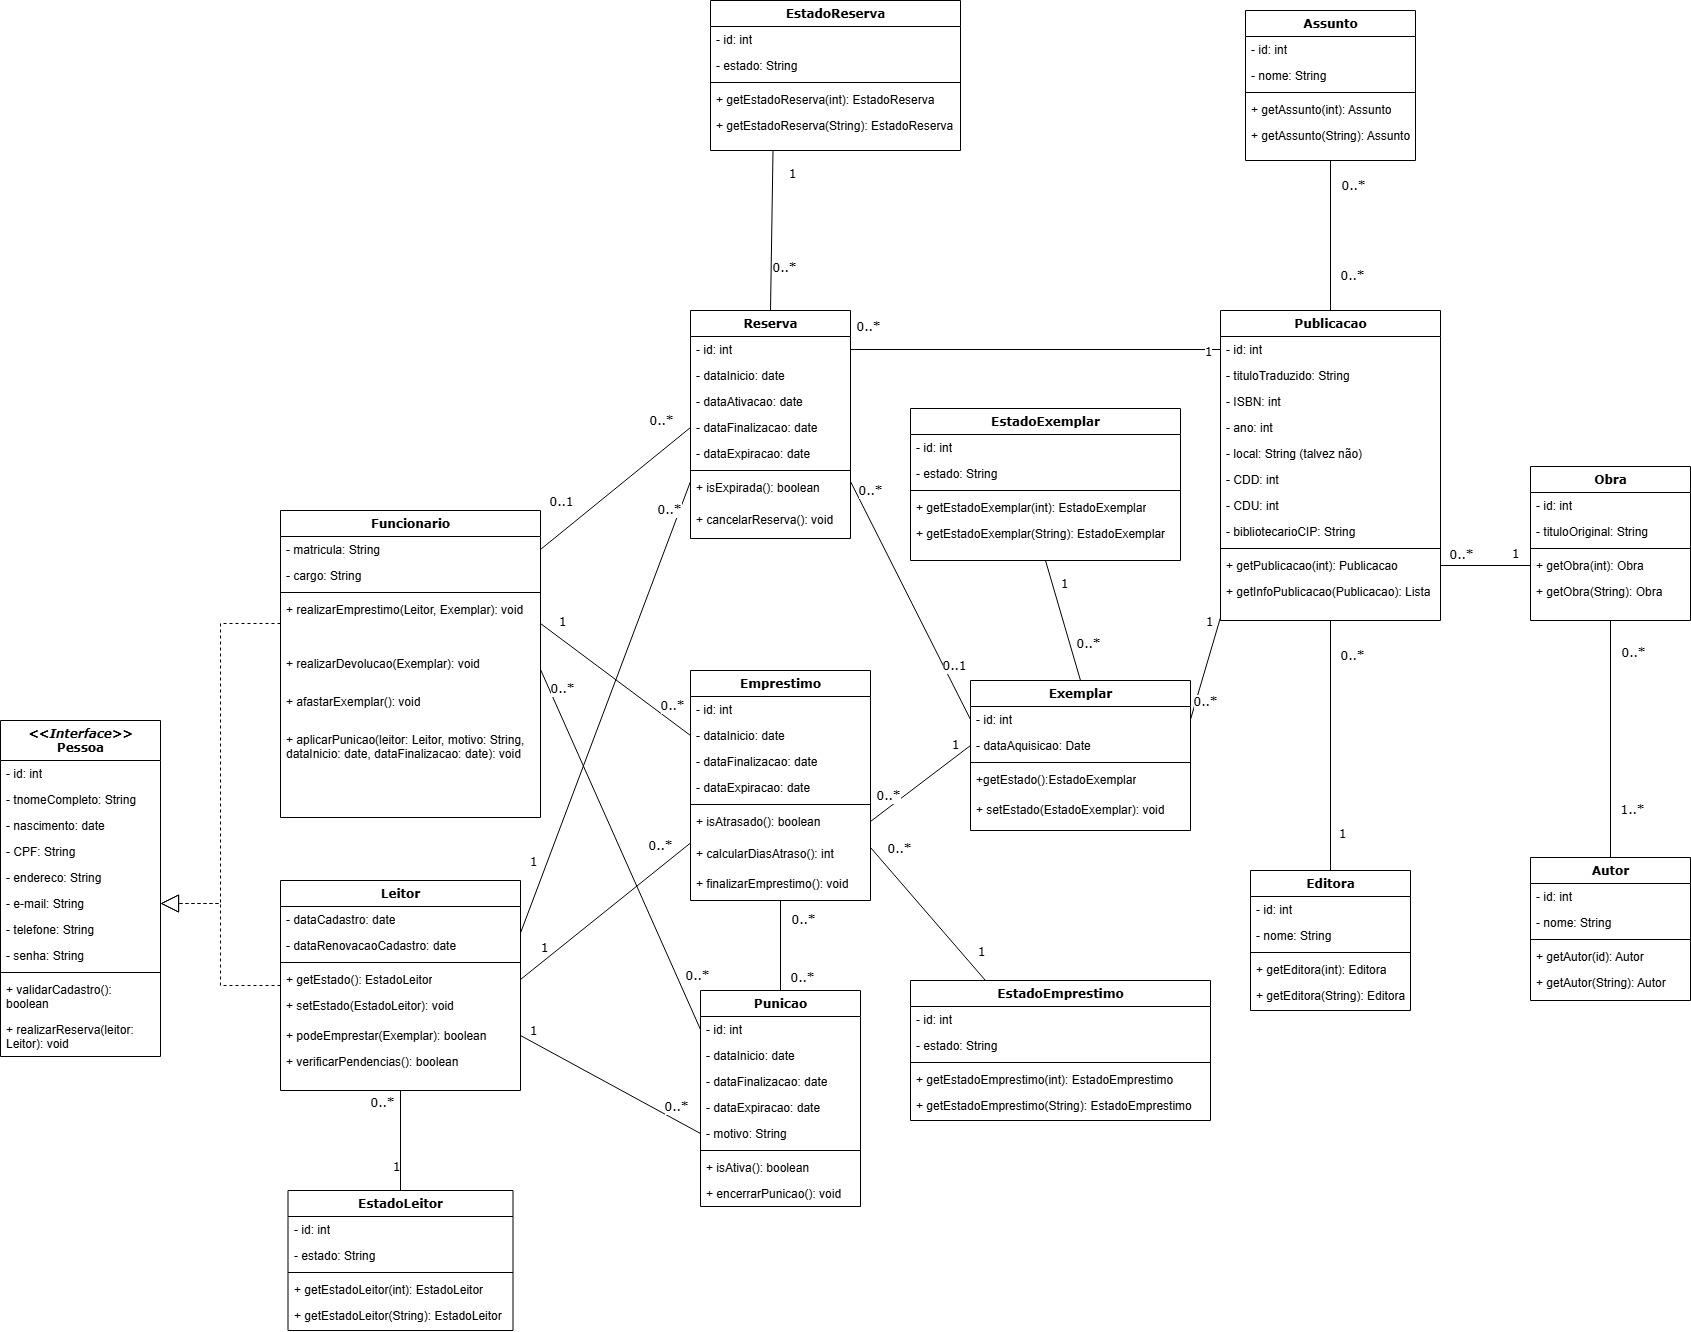 EstadoReserva
- id: int
- estado: String
+ getEstadoReserva(int): EstadoReserva
+ getEstadoReserva(String): EstadoReserva
1
0..*
Assunto
- id: int
- nome: String
+ getAssunto(int): Assunto
+ getAssunto(String): Assunto
0..*
0..*
Reserva
- id: int
- dataInicio: date
- dataAtivacao: date
- dataFinalizacao: date
- dataExpiracao: date
+ isExpirada(): boolean
+ cancelarReserva(): void
0..*
1
0..*
0..1
0..*
1
0..*
0..1
Publicacao
- id: int
- tituloTraduzido: String
- ISBN: int
- ano: int
- local: String (talvez não)
- CDD: int
- CDU: int
- bibliotecarioCIP: String
+ getPublicacao(int): Publicacao
+ getInfoPublicacao(Publicacao): Lista
0..*
1
EstadoExemplar
- id: int
- estado: String
+ getEstadoExemplar(int): EstadoExemplar
+ getEstadoExemplar(String): EstadoExemplar
1
0..*
Obra
- id: int
- tituloOriginal: String
+ getObra(int): Obra
+ getObra(String): Obra
0..*
1..*
Funcionario
- matricula: String
- cargo: String
+ realizarEmprestimo(Leitor, Exemplar): void
+ realizarDevolucao(Exemplar): void
+ afastarExemplar(): void
+ aplicarPunicao(leitor: Leitor, motivo: String,
dataInicio: date, dataFinalizacao: date): void
1
0..*
0..*
0..*
Emprestimo
- id: int
- dataInicio: date
- dataFinalizacao: date
- dataExpiracao: date
+ isAtrasado(): boolean
+ calcularDiasAtraso(): int
+ finalizarEmprestimo(): void
0..*
1
0..*
1
0..*
0..*
Exemplar
- id: int
- dataAquisicao: Date
+getEstado():EstadoExemplar
+ setEstado(EstadoExemplar): void
1
0..*
0..*
1
<<Interface>>
Pessoa
- id: int
- tnomeCompleto: String
- nascimento: date
- CPF: String
- endereco: String
- e-mail: String
- telefone: String
- senha: String
+ validarCadastro():
boolean
+ realizarReserva(leitor:
Leitor): void
Leitor
- dataCadastro: date
- dataRenovacaoCadastro: date
+ getEstado(): EstadoLeitor
+ setEstado(EstadoLeitor): void
+ podeEmprestar(Exemplar): boolean
+ verificarPendencias(): boolean
1
0..*
1
0..*
0..*
1
Editora
- id: int
- nome: String
+ getEditora(int): Editora
+ getEditora(String): Editora
Autor
- id: int
- nome: String
+ getAutor(id): Autor
+ getAutor(String): Autor
Punicao
- id: int
- dataInicio: date
- dataFinalizacao: date
- dataExpiracao: date
- motivo: String
+ isAtiva(): boolean
+ encerrarPunicao(): void
EstadoEmprestimo
- id: int
- estado: String
+ getEstadoEmprestimo(int): EstadoEmprestimo
+ getEstadoEmprestimo(String): EstadoEmprestimo
EstadoLeitor
- id: int
- estado: String
+ getEstadoLeitor(int): EstadoLeitor
+ getEstadoLeitor(String): EstadoLeitor